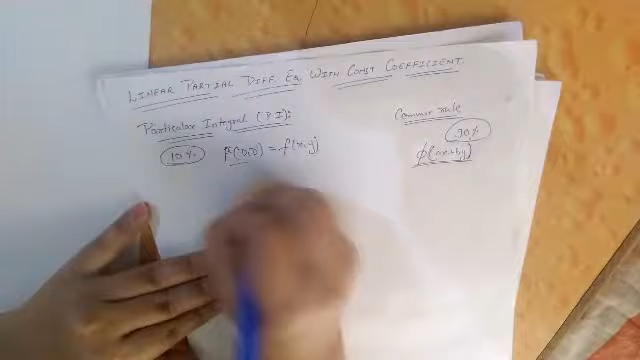 LINEAR PARTIAL DIFF. EQ WITH CONST COEFFICIENT.
Particular Integral (P.I):
Common rule
10%
F(D,D') = f(x,y)
90%
ϕ(ax+by)